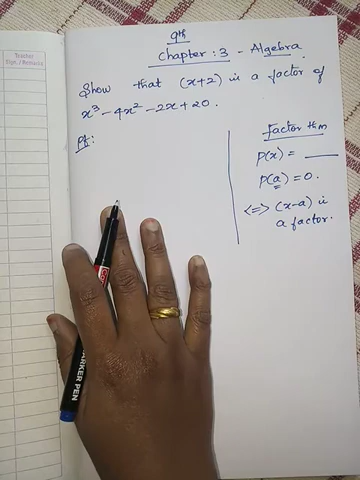 Teacher
Sign. / Remarks
9th
Chapter : 3 - Algebra
Show that (x+2) is a factor of
x³ - 4x² - 2x + 20.
Pf:
Factor thm
P(x) = ___
P(a) = 0.
<=> (x-a) is
a factor.
MARKER PEN